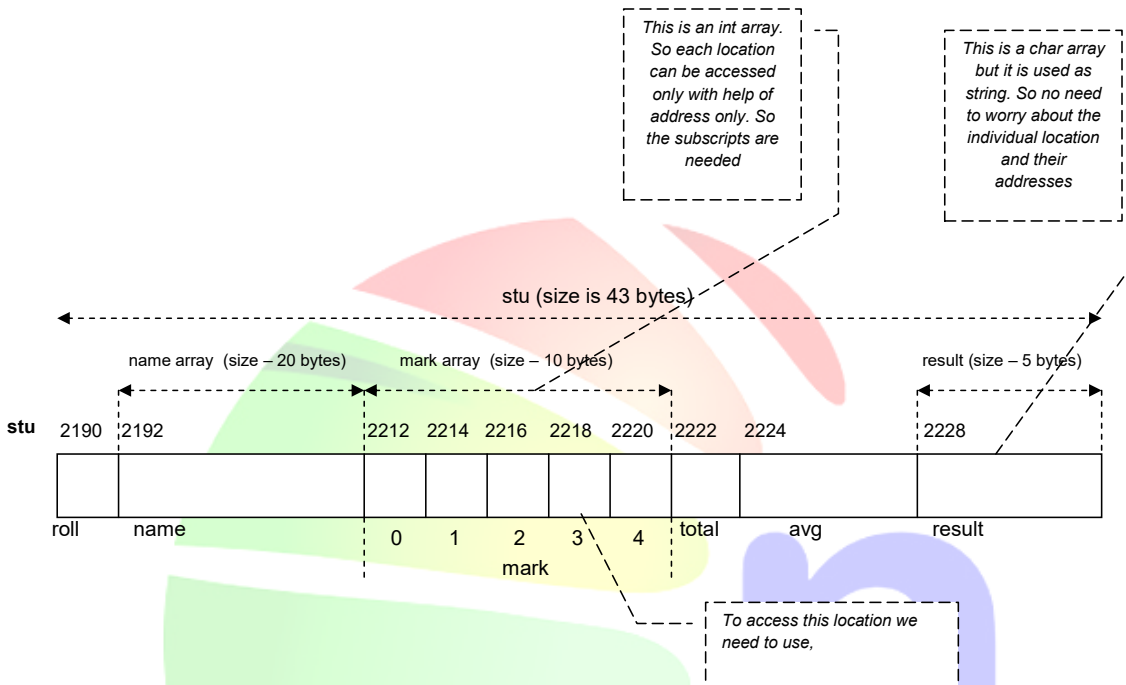 This is an int array.
So each location
can be accessed
only with help of
address only. So
the subscripts are
needed
This is a char array
but it is used as
string. So no need
to worry about the
individual location
and their
addresses
stu (size is 43 bytes)
name array (size – 20 bytes)
mark array (size – 10 bytes)
result (size – 5 bytes)
stu 2190 2192 2212 2214 2216 2218 2220 2222 2224 2228
roll name 0 1 2 3 4 total avg result
mark
To access this location we
need to use,